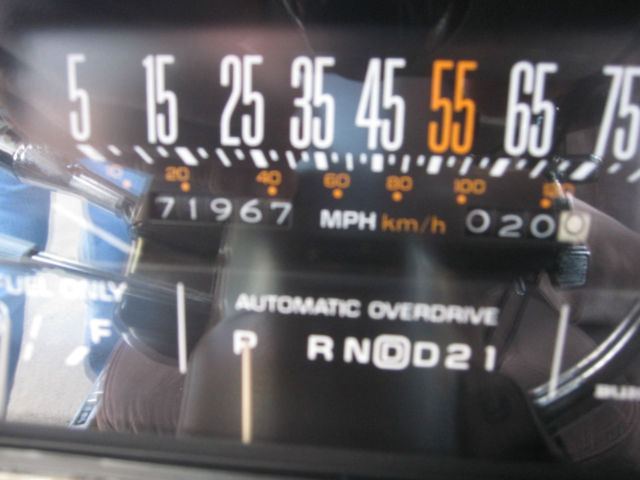 5 15 25 35 45 55 65 75
20 40 60 80 100
71967 MPH km/h 0200
FUEL ONLY
AUTOMATIC OVERDRIVE
F
P R N D D 2 1